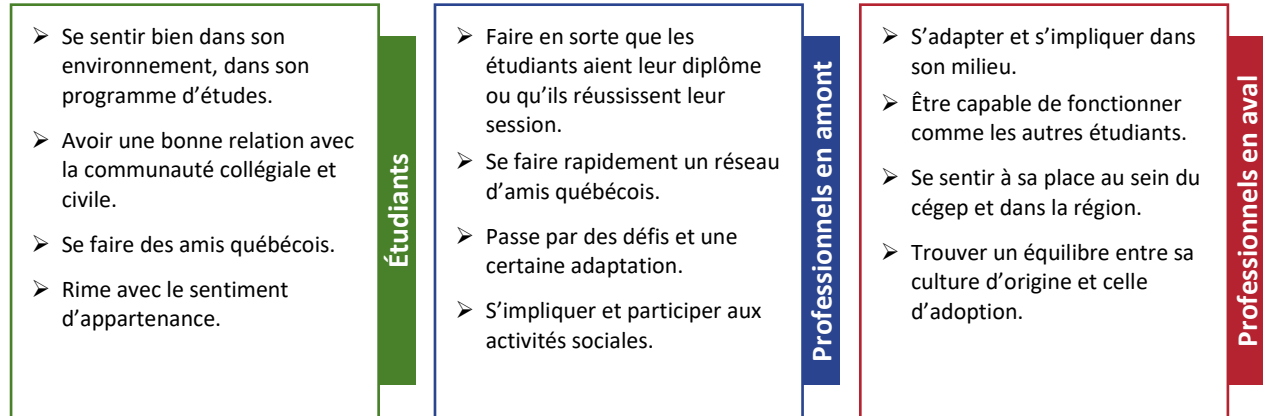 ➢ Se sentir bien dans son
environnement, dans son
programme d’études.
➢ Avoir une bonne relation avec
la communauté collégiale et
civile.
➢ Se faire des amis québécois.
➢ Rime avec le sentiment
d’appartenance.
Étudiants
➢ Faire en sorte que les
étudiants aient leur diplôme
ou qu’ils réussissent leur
session.
➢ Se faire rapidement un réseau
d’amis québécois.
➢ Passe par des défis et une
certaine adaptation.
➢ S’impliquer et participer aux
activités sociales.
Professionnels en amont
➢ S’adapter et s’impliquer dans
son milieu.
➢ Être capable de fonctionner
comme les autres étudiants.
➢ Se sentir à sa place au sein du
cégep et dans la région.
➢ Trouver un équilibre entre sa
culture d’origine et celle
d’adoption.
Professionnels en aval